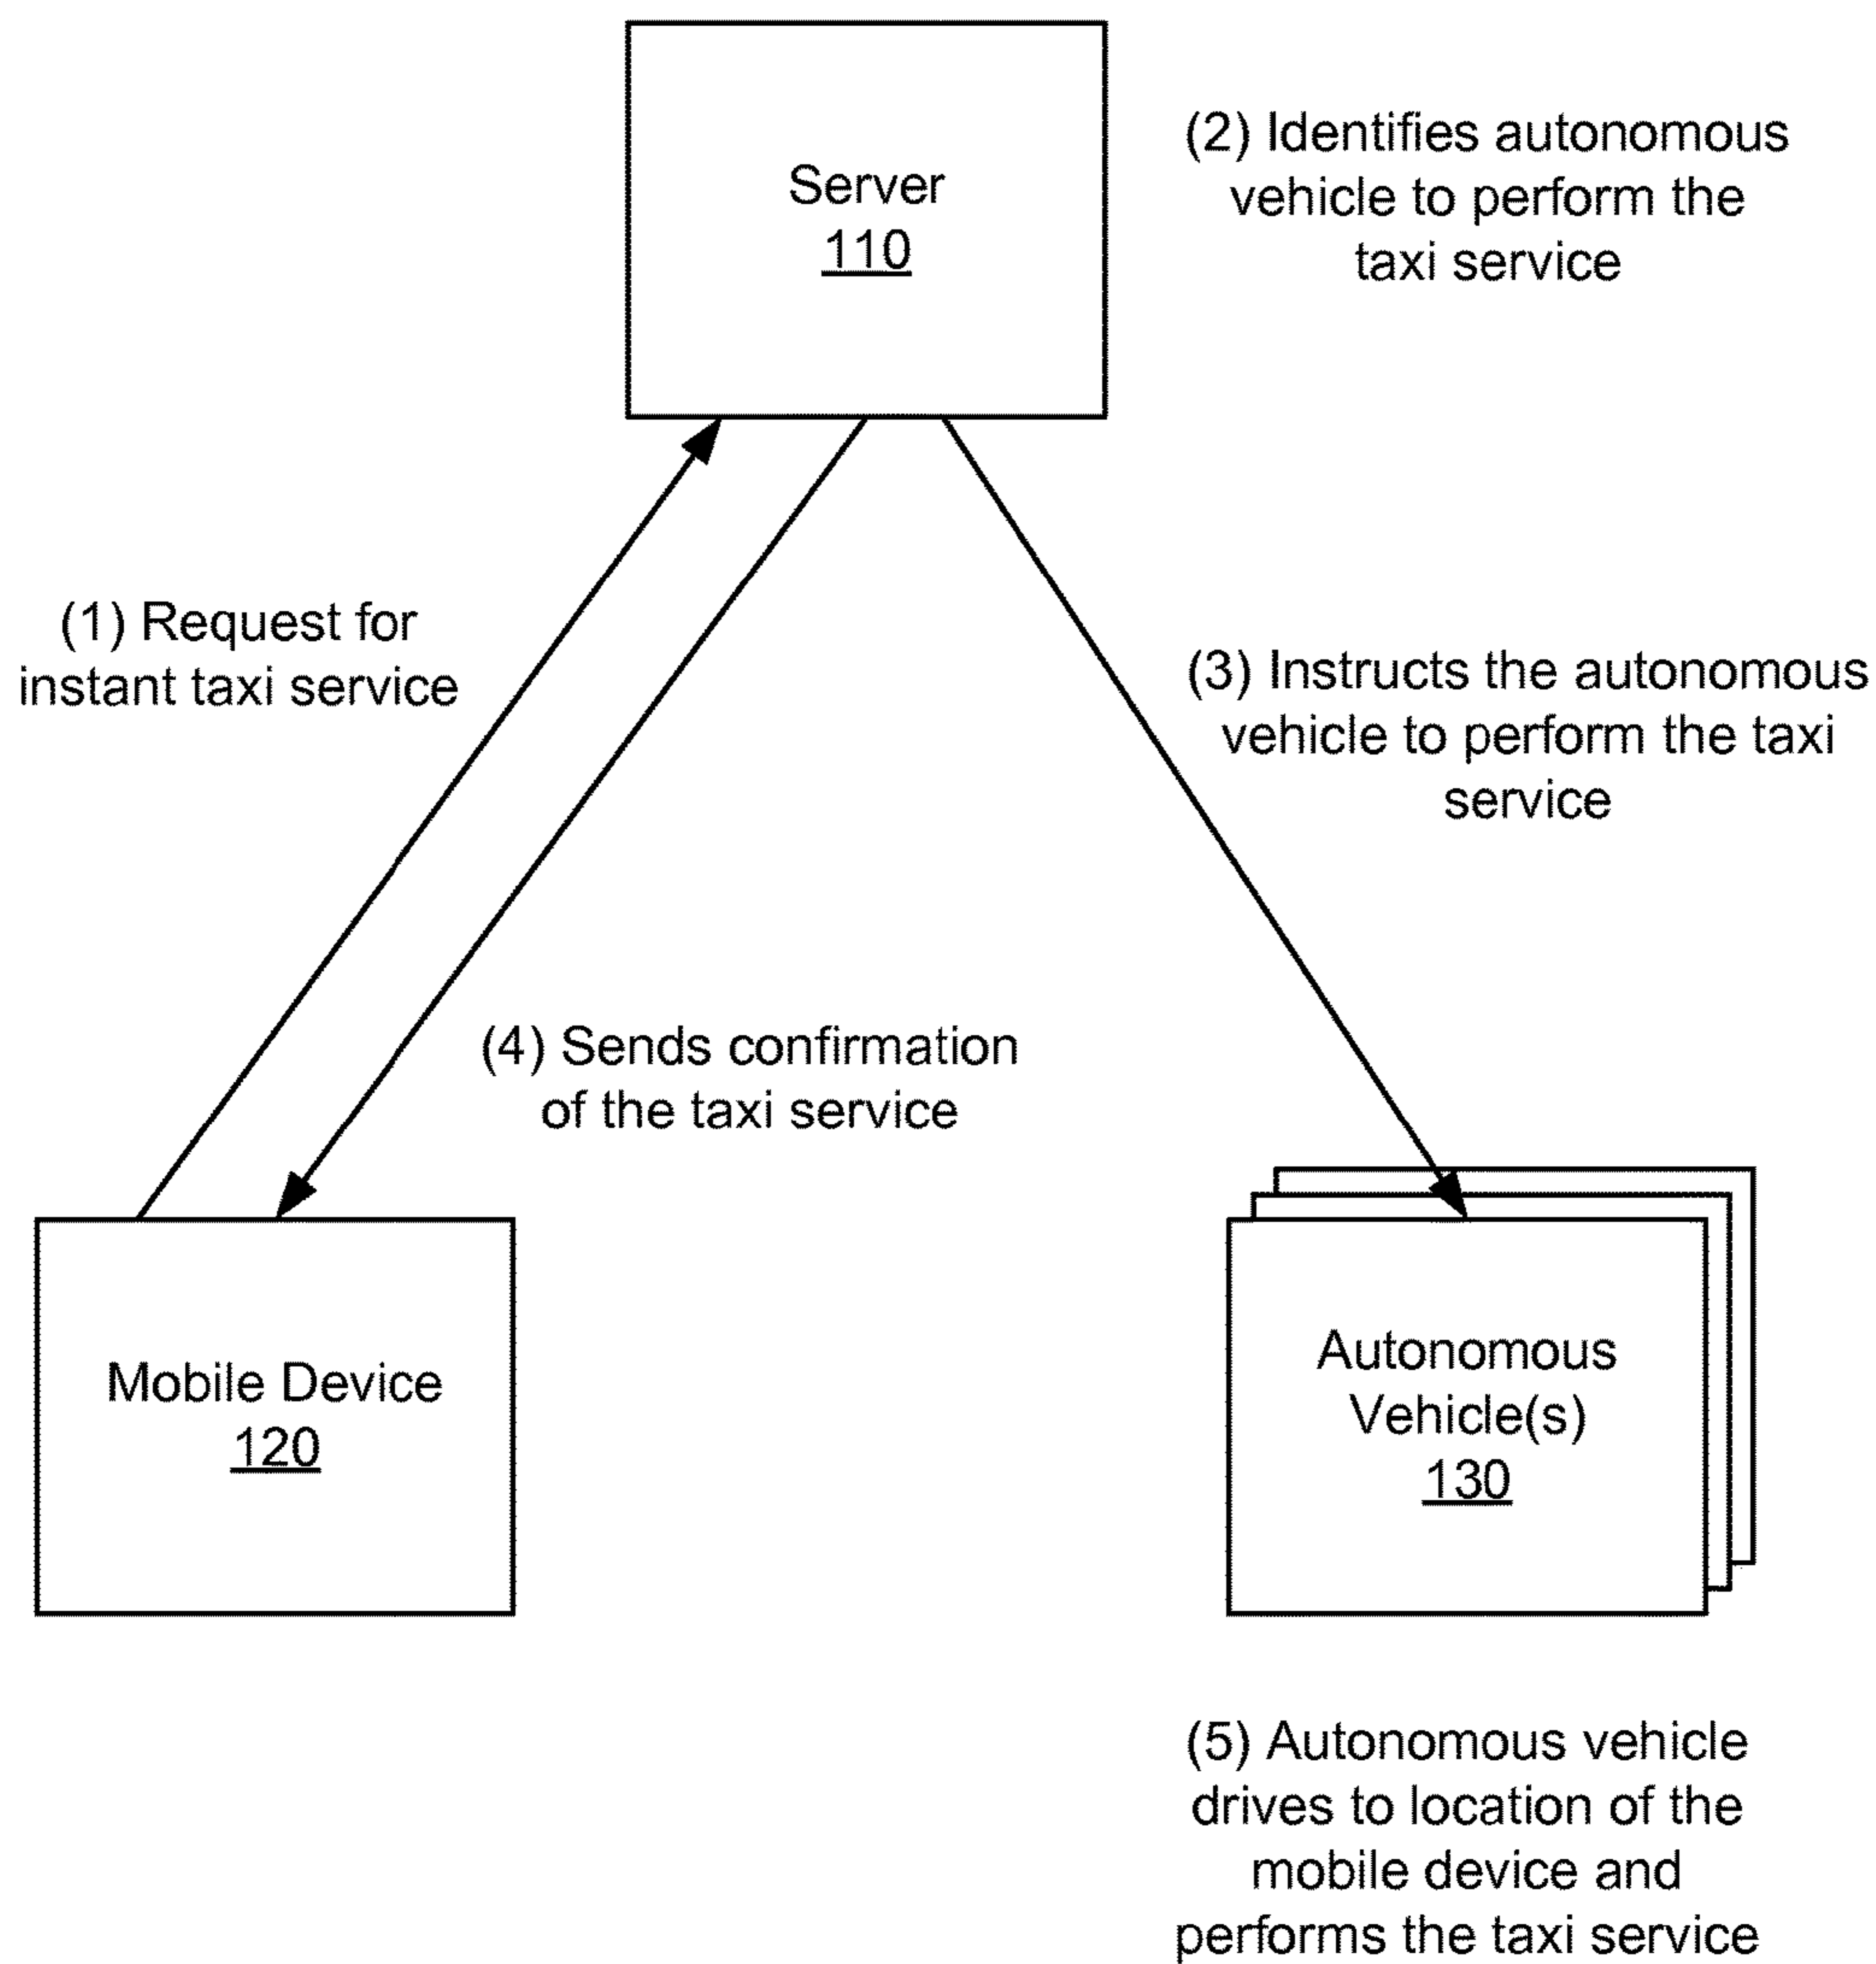 Server
110
(2) Identifies autonomous
vehicle to perform the
taxi service
(1) Request for
instant taxi service
(3) Instructs the autonomous
vehicle to perform the taxi
service
(4) Sends confirmation
of the taxi service
Mobile Device
120
Autonomous
Vehicle(s)
130
(5) Autonomous vehicle
drives to location of the
mobile device and
performs the taxi service